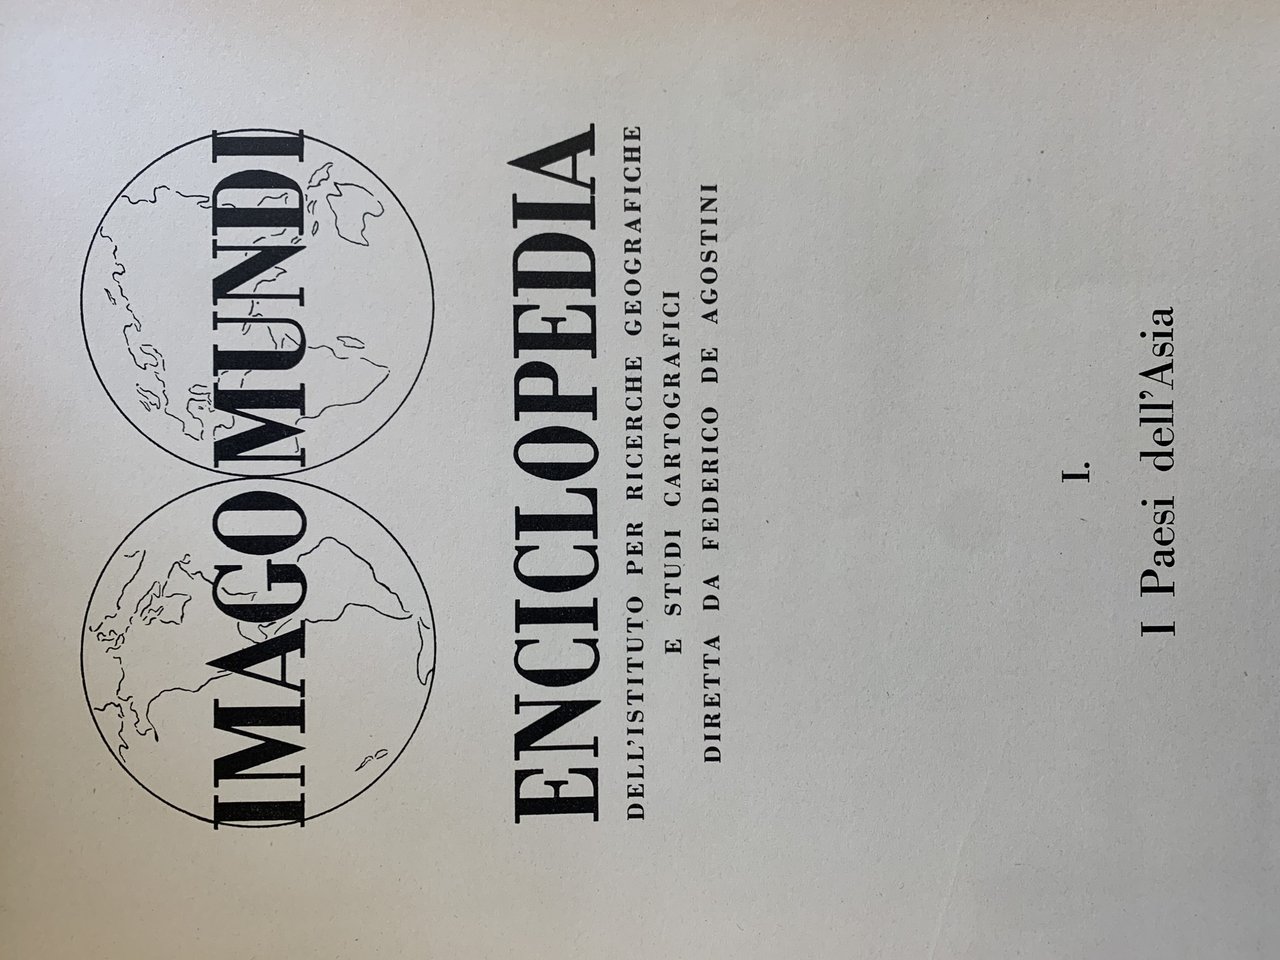 IMAGO MUNDI
ENCICLOPEDIA
DELL'ISTITUTO PER RICERCHE GEOGRAFICHE
E STUDI CARTOGRAFICI
DIRETTA DA FEDERICO DE AGOSTINI
I.
I Paesi dell'Asia